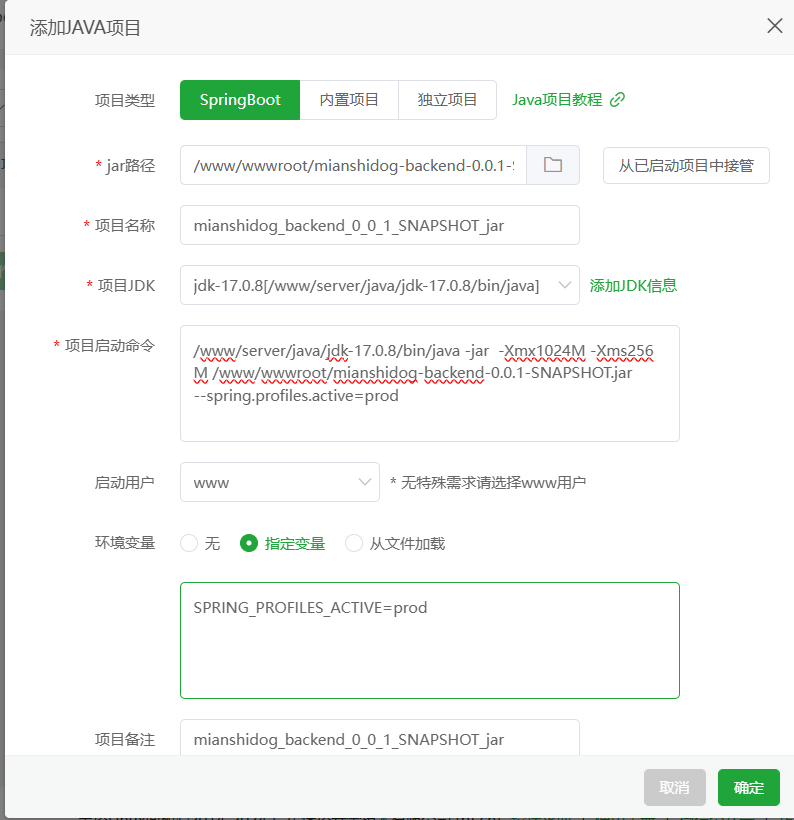 添加JAVA项目
项目类型 SpringBoot 内置项目 独立项目 Java项目教程
* jar路径 /www/wwwroot/mianshidog-backend-0.0.1- 从已启动项目中接管
* 项目名称 mianshidog_backend_0_0_1_SNAPSHOT_jar
* 项目JDK jdk-17.0.8[/www/server/java/jdk-17.0.8/bin/java] 添加JDK信息
* 项目启动命令 /www/server/java/jdk-17.0.8/bin/java -jar  -Xmx1024M -Xms256
M /www/wwwroot/mianshidog-backend-0.0.1-SNAPSHOT.jar
--spring.profiles.active=prod
启动用户 www * 无特殊需求请选择www用户
环境变量 无 指定变量 从文件加载
SPRING_PROFILES_ACTIVE=prod
项目备注 mianshidog_backend_0_0_1_SNAPSHOT_jar
取消 确定